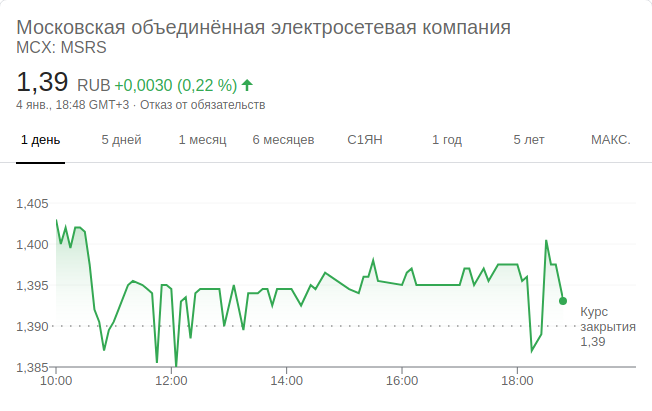 Московская объединённая электросетевая компания
MCX: MSRS
1,39 RUB +0,0030 (0,22 %)
4 янв., 18:48 GMT+3 · Отказ от обязательств
1 день 5 дней 1 месяц 6 месяцев С1ЯН 1 год 5 лет МАКС.
1,405
1,400
1,395
1,390
1,385
Курс
закрытия
1,39
10:00 12:00 14:00 16:00 18:00